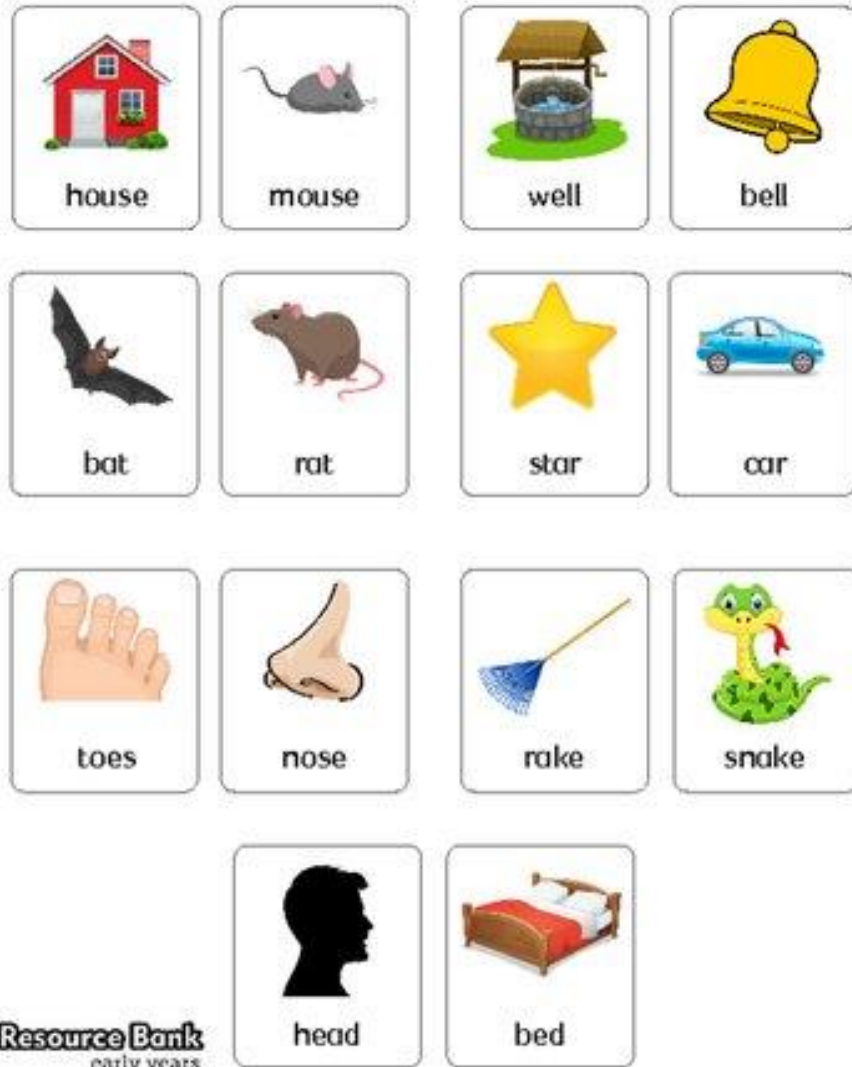 house mouse well bell
bat rat star car
toes nose rake snake
head bed
Resource Bank
early years